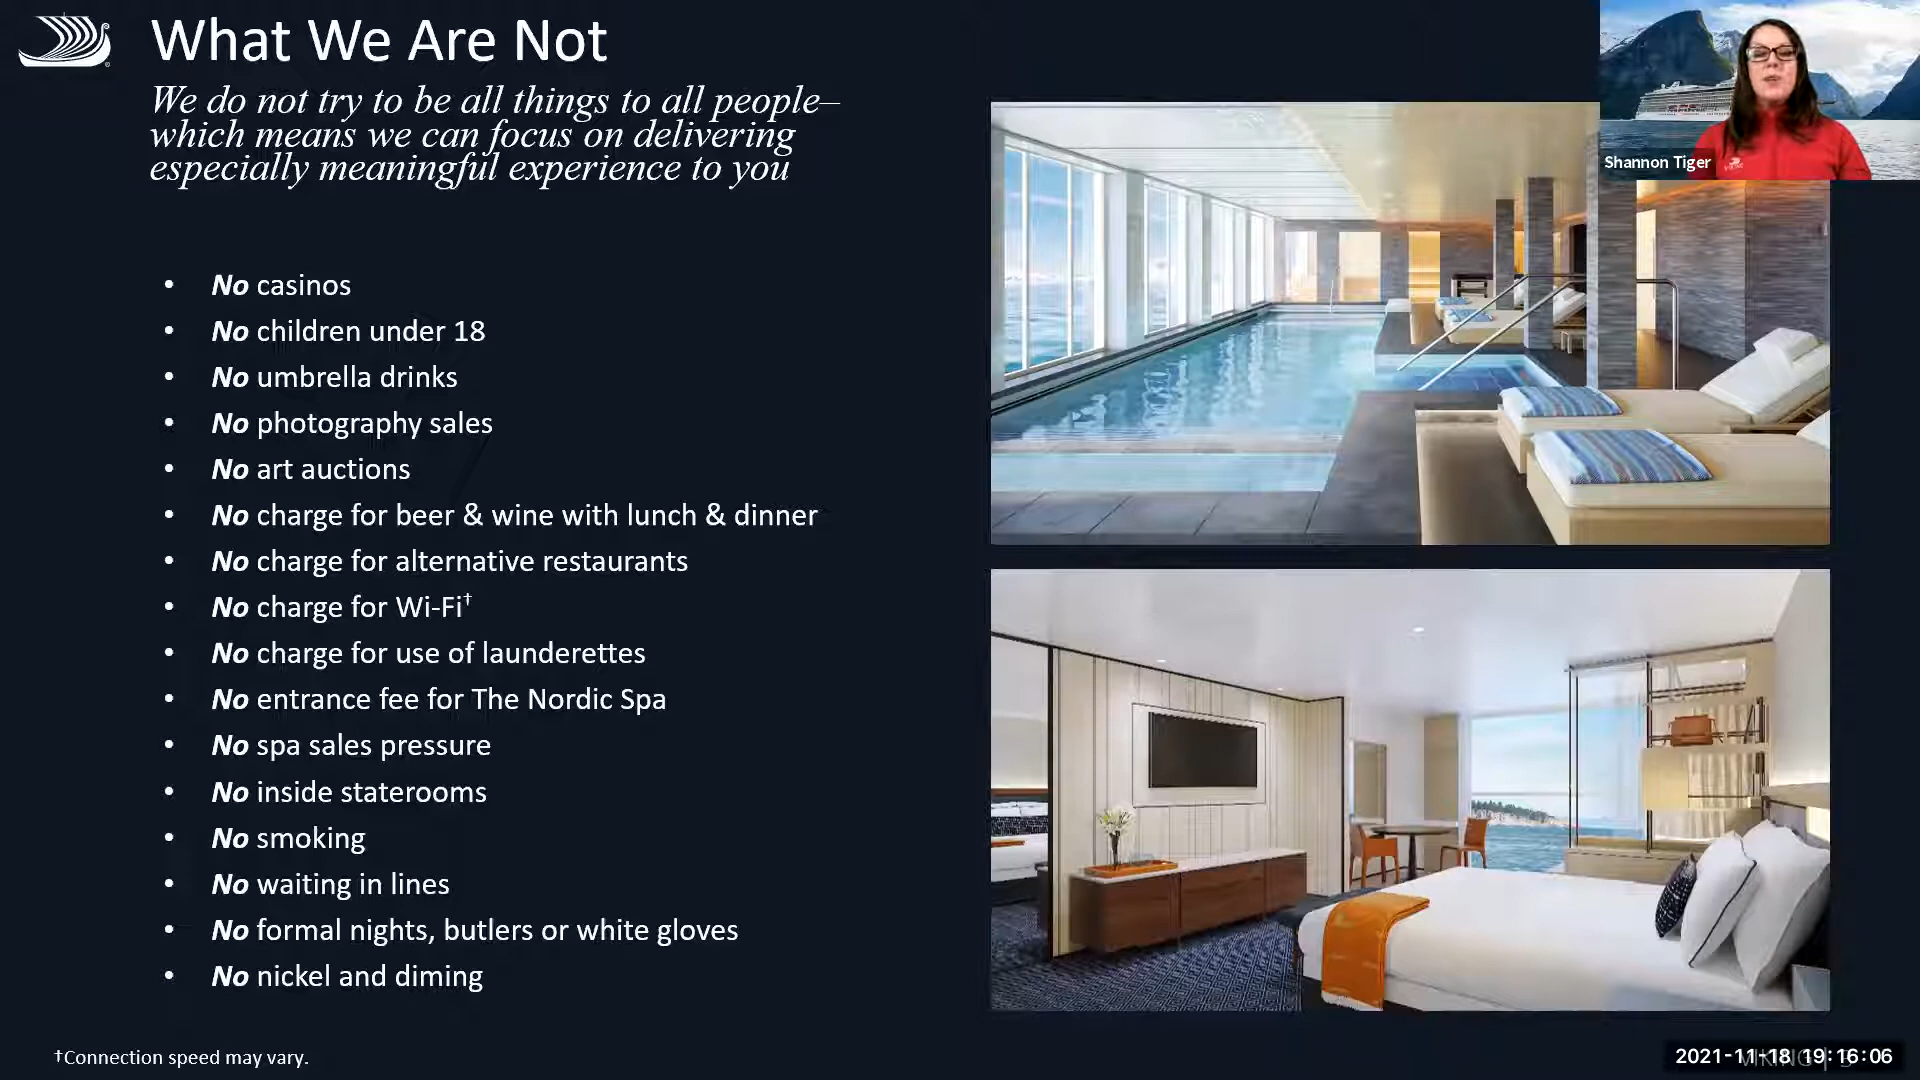 What We Are Not
We do not try to be all things to all people–
which means we can focus on delivering
especially meaningful experience to you
Shannon Tiger
• No casinos
• No children under 18
• No umbrella drinks
• No photography sales
• No art auctions
• No charge for beer & wine with lunch & dinner
• No charge for alternative restaurants
• No charge for Wi-Fi†
• No charge for use of launderettes
• No entrance fee for The Nordic Spa
• No spa sales pressure
• No inside staterooms
• No smoking
• No waiting in lines
• No formal nights, butlers or white gloves
• No nickel and diming
†Connection speed may vary.
2021-11-18 19:16:06